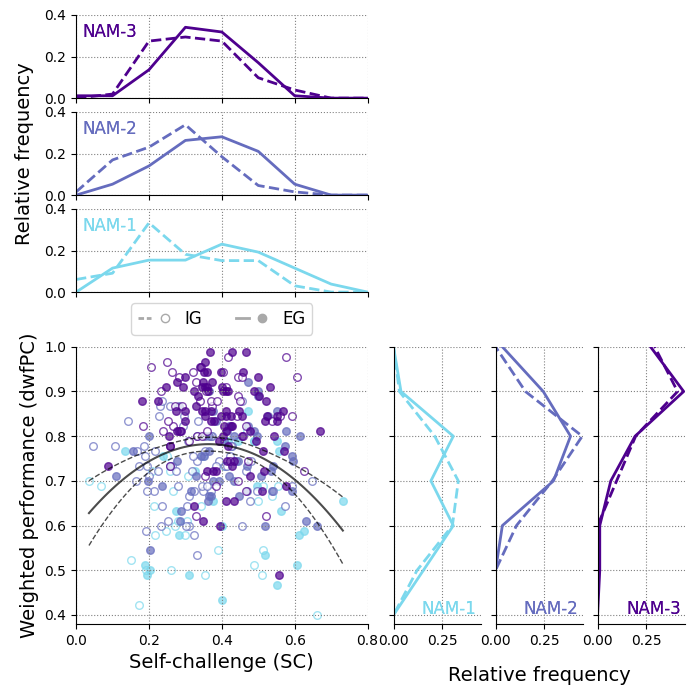 0.4
NAM-3
0.2
0.0
0.4
NAM-2
0.2
0.0
0.4
NAM-1
0.2
0.0
Relative frequency
IG
EG
1.0
0.9
0.8
0.7
0.6
0.5
0.4
Weighted performance (dwfPC)
0.0 0.2 0.4 0.6 0.8
Self-challenge (SC)
NAM-1
NAM-2
NAM-3
0.00 0.25
0.00 0.25
0.00 0.25
Relative frequency